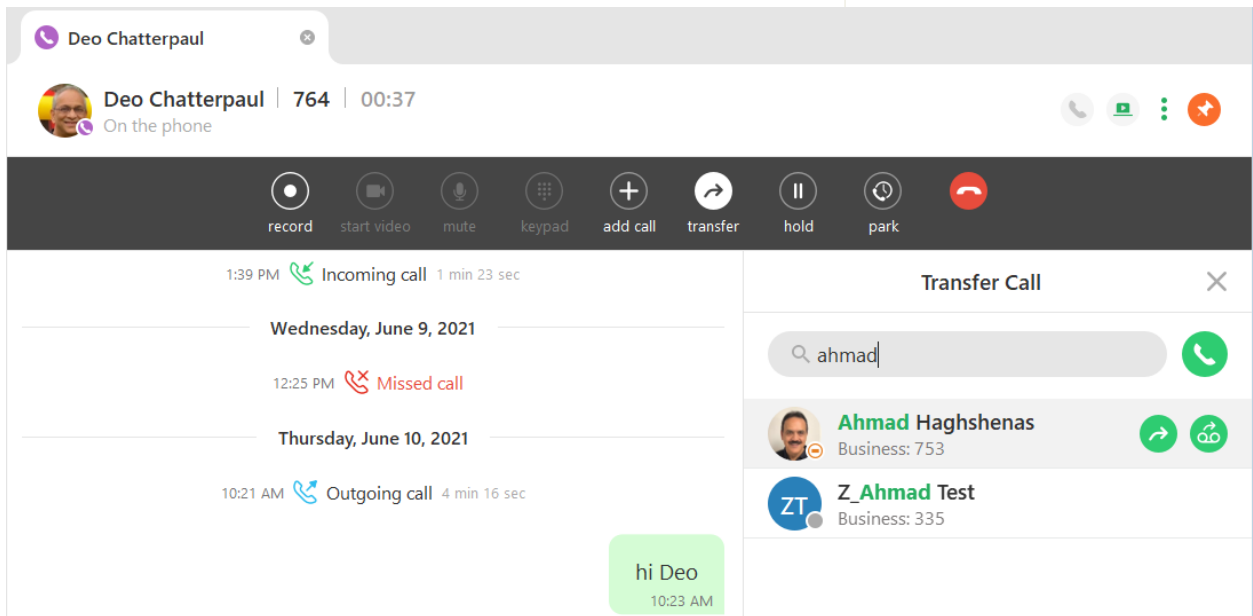 Deo Chatterpaul
Deo Chatterpaul 764 00:37
On the phone
record start video mute keypad add call transfer hold park
1:39 PM Incoming call 1 min 23 sec
Wednesday, June 9, 2021
12:25 PM Missed call
Thursday, June 10, 2021
10:21 AM Outgoing call 4 min 16 sec
hi Deo
10:23 AM
Transfer Call
ahmad
Ahmad Haghshenas
Business: 753
ZT
Z_Ahmad Test
Business: 335